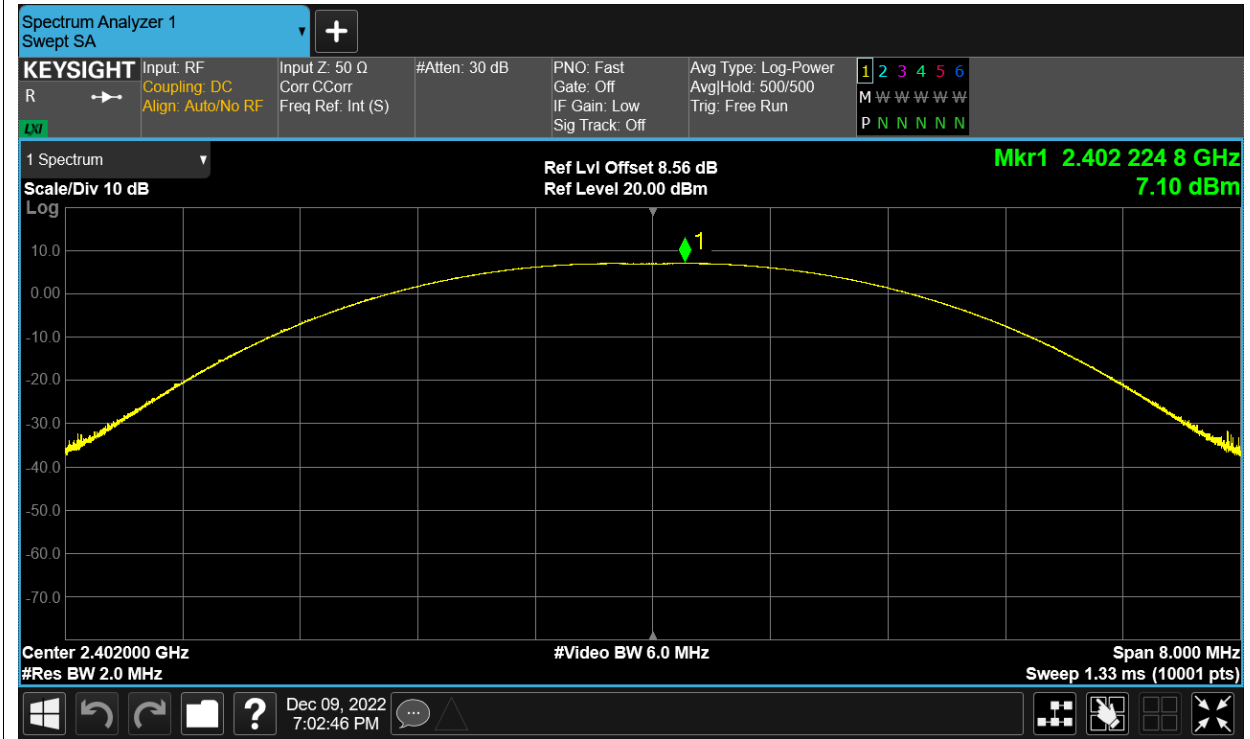 Spectrum Analyzer 1
Swept SA
KEYSIGHT
R
LXI
Input: RF
Coupling: DC
Align: Auto/No RF
Input Z: 50 Ω
Corr CCorr
Freq Ref: Int (S)
#Atten: 30 dB
PNO: Fast
Gate: Off
IF Gain: Low
Sig Track: Off
Avg Type: Log-Power
Avg|Hold: 500/500
Trig: Free Run
1 2 3 4 5 6
M W W W W W
P N N N N N
1 Spectrum
Scale/Div 10 dB
Log
Ref Lvl Offset 8.56 dB
Ref Level 20.00 dBm
Mkr1 2.402 224 8 GHz
7.10 dBm
1
10.0
0.00
-10.0
-20.0
-30.0
-40.0
-50.0
-60.0
-70.0
Center 2.402000 GHz
#Res BW 2.0 MHz
#Video BW 6.0 MHz
Span 8.000 MHz
Sweep 1.33 ms (10001 pts)
?
Dec 09, 2022
7:02:46 PM